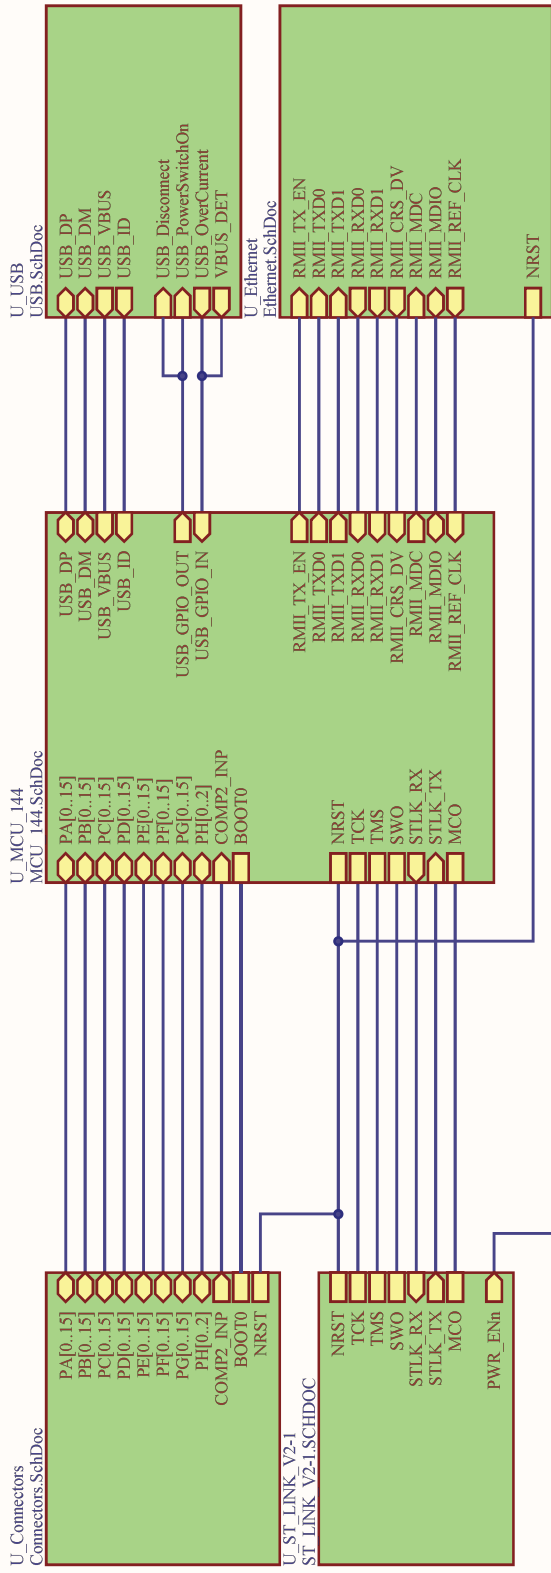 U_USB
USB.SchDoc
USB_DP
USB_DM
USB_VBUS
USB_ID
USB_Disconnect
USB_PowerSwitchOn
USB_OverCurrent
VBUS_DET
U_Ethernet
Ethernet.SchDoc
RMII_TX_EN
RMII_TXD0
RMII_TXD1
RMII_RXD0
RMII_RXD1
RMII_CRS_DV
RMII_MDC
RMII_MDIO
RMII_REF_CLK
NRST
U_MCU_144
MCU_144.SchDoc
USB_DP
USB_DM
USB_VBUS
USB_ID
USB_GPIO_OUT
USB_GPIO_IN
RMII_TX_EN
RMII_TXD0
RMII_TXD1
RMII_RXD0
RMII_RXD1
RMII_CRS_DV
RMII_MDC
RMII_MDIO
RMII_REF_CLK
PA[0..15]
PB[0..15]
PC[0..15]
PD[0..15]
PE[0..15]
PF[0..15]
PG[0..15]
PH[0..2]
COMP2_INP
BOOT0
NRST
TCK
TMS
SWO
STLK_RX
STLK_TX
MCO
U_Connectors
Connectors.SchDoc
PA[0..15]
PB[0..15]
PC[0..15]
PD[0..15]
PE[0..15]
PF[0..15]
PG[0..15]
PH[0..2]
COMP2_INP
BOOT0
NRST
U_ST_LINK_V2-1
ST_LINK_V2-1.SCHDOC
NRST
TCK
TMS
SWO
STLK_RX
STLK_TX
MCO
PWR_ENn